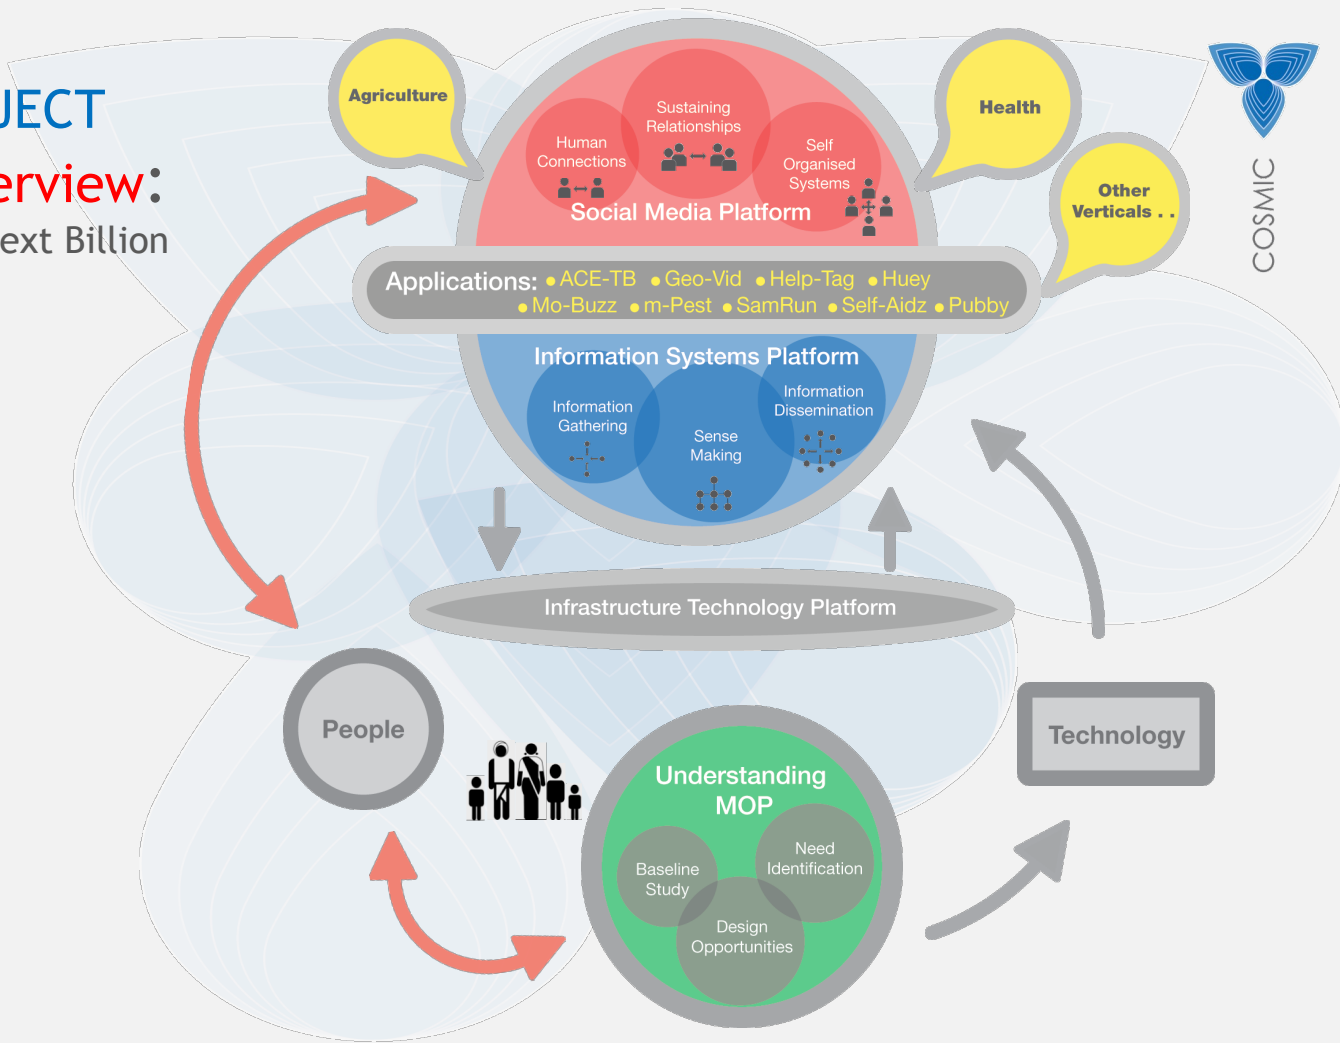 JECT
erview:
ext Billion
Agriculture
Health
Other
Verticals . .
COSMIC
Sustaining
Relationships
Human
Connections
Self
Organised
Systems
Social Media Platform
Applications: • ACE-TB • Geo-Vid • Help-Tag • Huey
• Mo-Buzz • m-Pest • SamRun • Self-Aidz • Pubby
Information Systems Platform
Information
Gathering
Sense
Making
Information
Dissemination
Infrastructure Technology Platform
People
Technology
Understanding
MOP
Baseline
Study
Need
Identification
Design
Opportunities